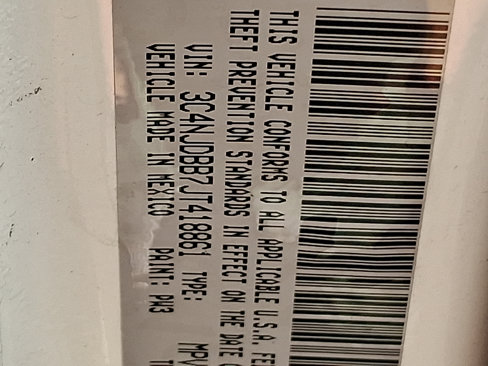 THIS VEHICLE CONFORMS TO ALL APPLICABLE U.S.A. FE
THEFT PREVENTION STANDARDS IN EFFECT ON THE DATE
VIN: 3C4NJDBB7JT418861 TYPE: MPV
VEHICLE MADE IN MEXICO PAINT: PW3